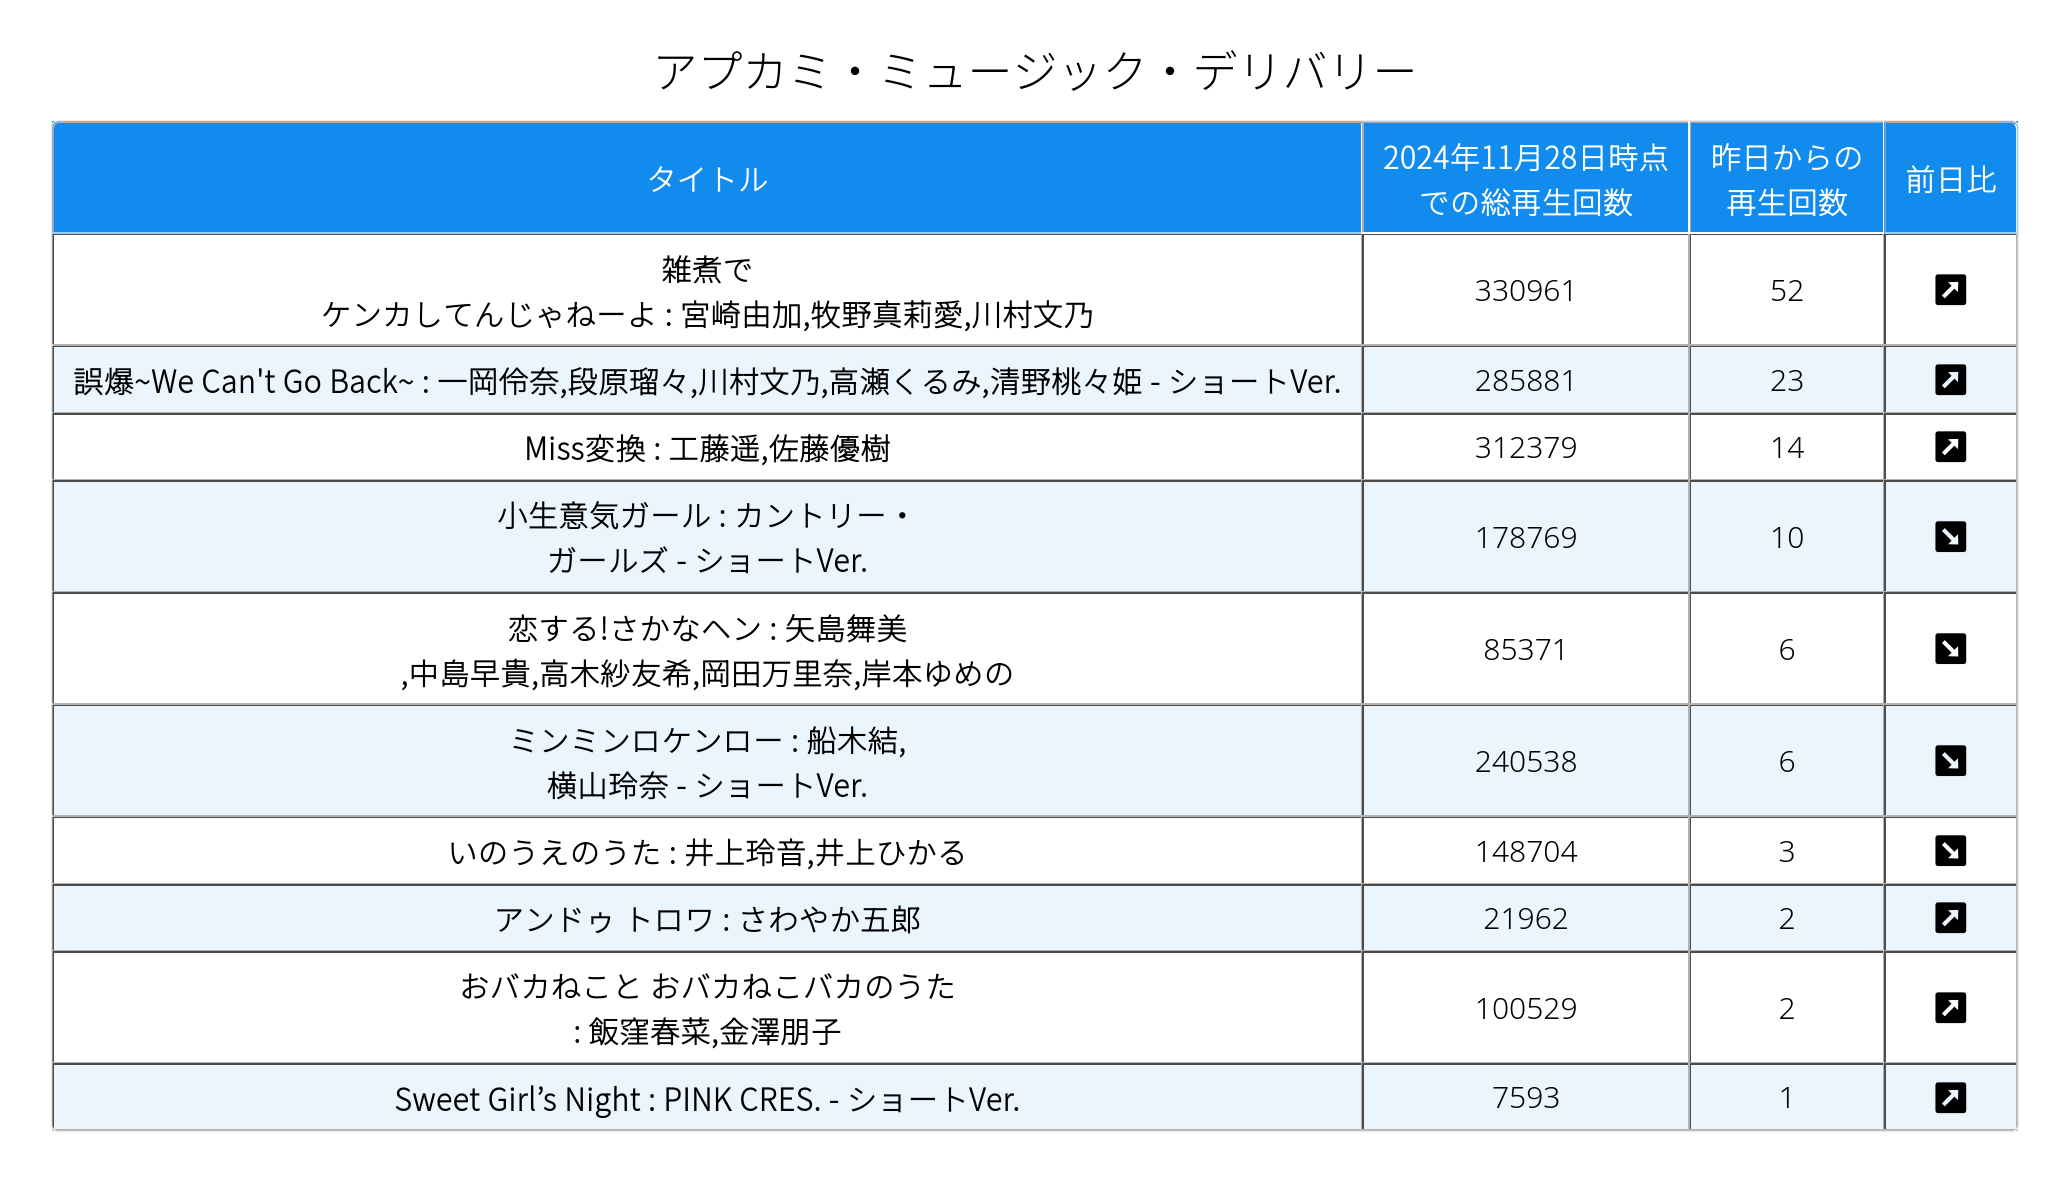 アプカミ・ミュージック・デリバリー
タイトル
2024年11月28日時点
での総再生回数
昨日からの
再生回数
前日比
雑煮で
ケンカしてんじゃねーよ : 宮崎由加,牧野真莉愛,川村文乃
330961
52
誤爆~We Can't Go Back~ : 一岡伶奈,段原瑠々,川村文乃,高瀬くるみ,清野桃々姫 - ショートVer.
285881
23
Miss変換 : 工藤遥,佐藤優樹
312379
14
小生意気ガール : カントリー・
ガールズ - ショートVer.
178769
10
恋する!さかなヘン : 矢島舞美
,中島早貴,高木紗友希,岡田万里奈,岸本ゆめの
85371
6
ミンミンロケンロー : 船木結,
横山玲奈 - ショートVer.
240538
6
いのうえのうた : 井上玲音,井上ひかる
148704
3
アンドゥ トロワ : さわやか五郎
21962
2
おバカねこと おバカねこバカのうた
: 飯窪春菜,金澤朋子
100529
2
Sweet Girl’s Night : PINK CRES. - ショートVer.
7593
1